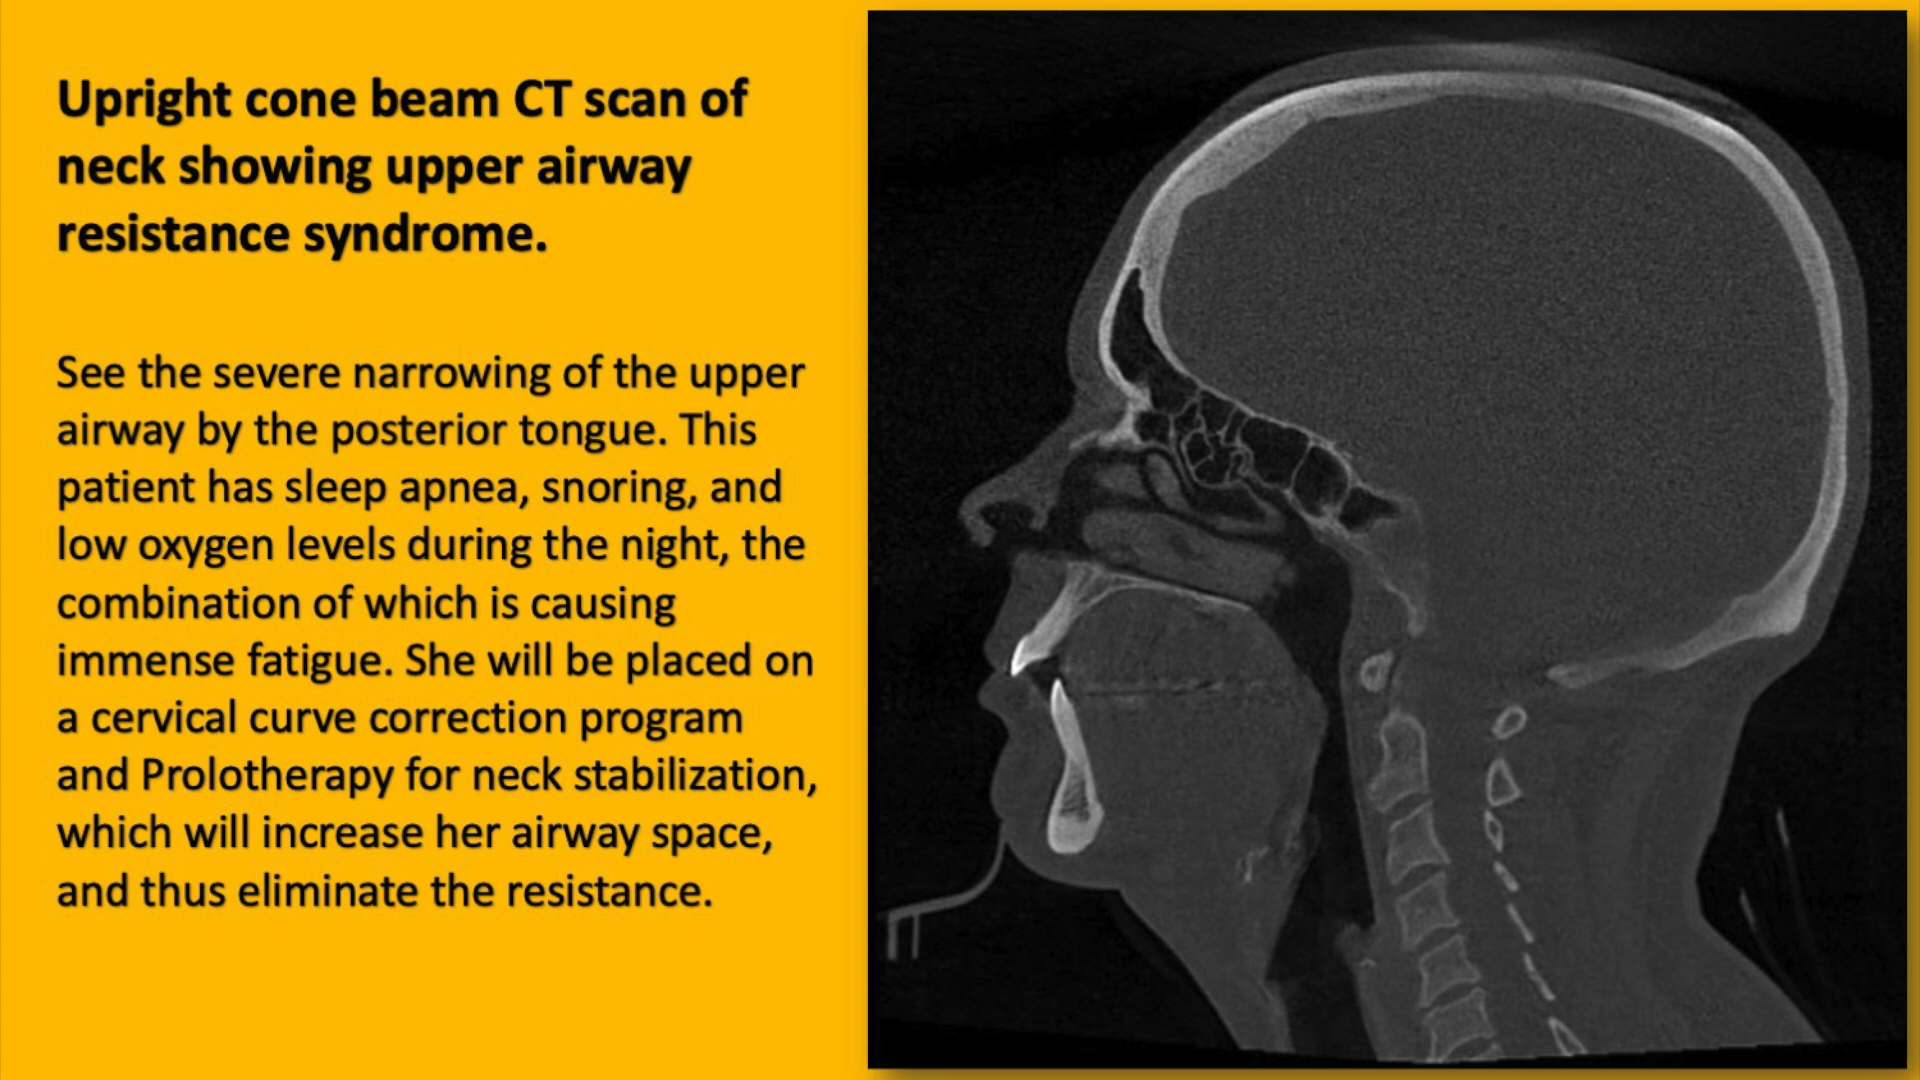 Upright cone beam CT scan of
neck showing upper airway
resistance syndrome.
See the severe narrowing of the upper
airway by the posterior tongue. This
patient has sleep apnea, snoring, and
low oxygen levels during the night, the
combination of which is causing
immense fatigue. She will be placed on
a cervical curve correction program
and Prolotherapy for neck stabilization,
which will increase her airway space,
and thus eliminate the resistance.